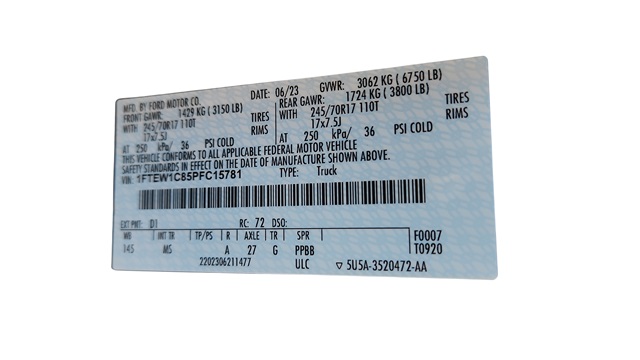 MFD. BY FORD MOTOR CO.
DATE: 06/23 GVWR: 3062 KG ( 6750 LB)
FRONT GAWR: 1429 KG ( 3150 LB) REAR GAWR: 1724 KG ( 3800 LB)
WITH 245/70R17 110T TIRES WITH 245/70R17 110T TIRES
17x7.5J RIMS 17x7.5J RIMS
AT 250 kPa/ 36 PSI COLD AT 250 kPa/ 36 PSI COLD
THIS VEHICLE CONFORMS TO ALL APPLICABLE FEDERAL MOTOR VEHICLE
SAFETY STANDARDS IN EFFECT ON THE DATE OF MANUFACTURE SHOWN ABOVE.
VIN: 1FTEW1C85PFC15781 TYPE: Truck
EXT PNT: D1 RC: 72 DSO:
WB INT TR TP/PS R AXLE TR SPR F0007
145 MS A 27 G PPBB T0920
2202306211477 ULC ▽ 5U5A-3520472-AA